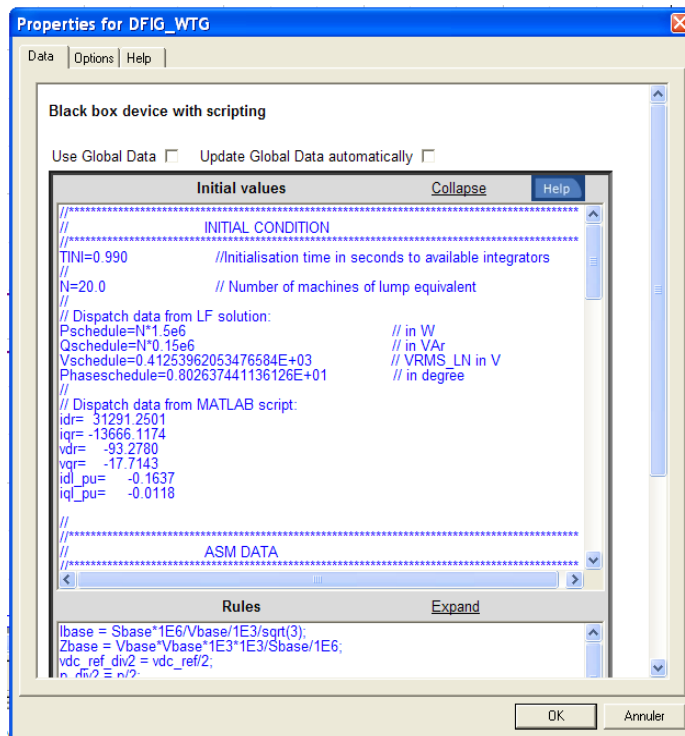 Properties for DFIG_WTG
Data Options Help
Black box device with scripting
Use Global Data Update Global Data automatically
Initial values Collapse Help
//******************************************************************************************
// INITIAL CONDITION
//******************************************************************************************
TINI=0.990 //Initialisation time in seconds to available integrators
//
N=20.0 // Number of machines of lump equivalent
//
// Dispatch data from LF solution:
Pschedule=N*1.5e6 // in W
Qschedule=N*0.15e6 // in VAr
Vschedule=0.41253962053476584E+03 // VRMS_LN in V
Phaseschedule=0.802637441136126E+01 // in degree
//
// Dispatch data from MATLAB script:
idr= 31291.2501
iqr= -13666.1174
vdr= -93.2780
vqr= -17.7143
idl_pu= -0.1637
iql_pu= -0.0118
//
//******************************************************************************************
// ASM DATA
//******************************************************************************************
Rules Expand
Ibase = Sbase*1E6/Vbase/1E3/sqrt(3);
Zbase = Vbase*Vbase*1E3*1E3/Sbase/1E6;
vdc_ref_div2 = vdc_ref/2;
p_div2 = p/2;
OK Annuler